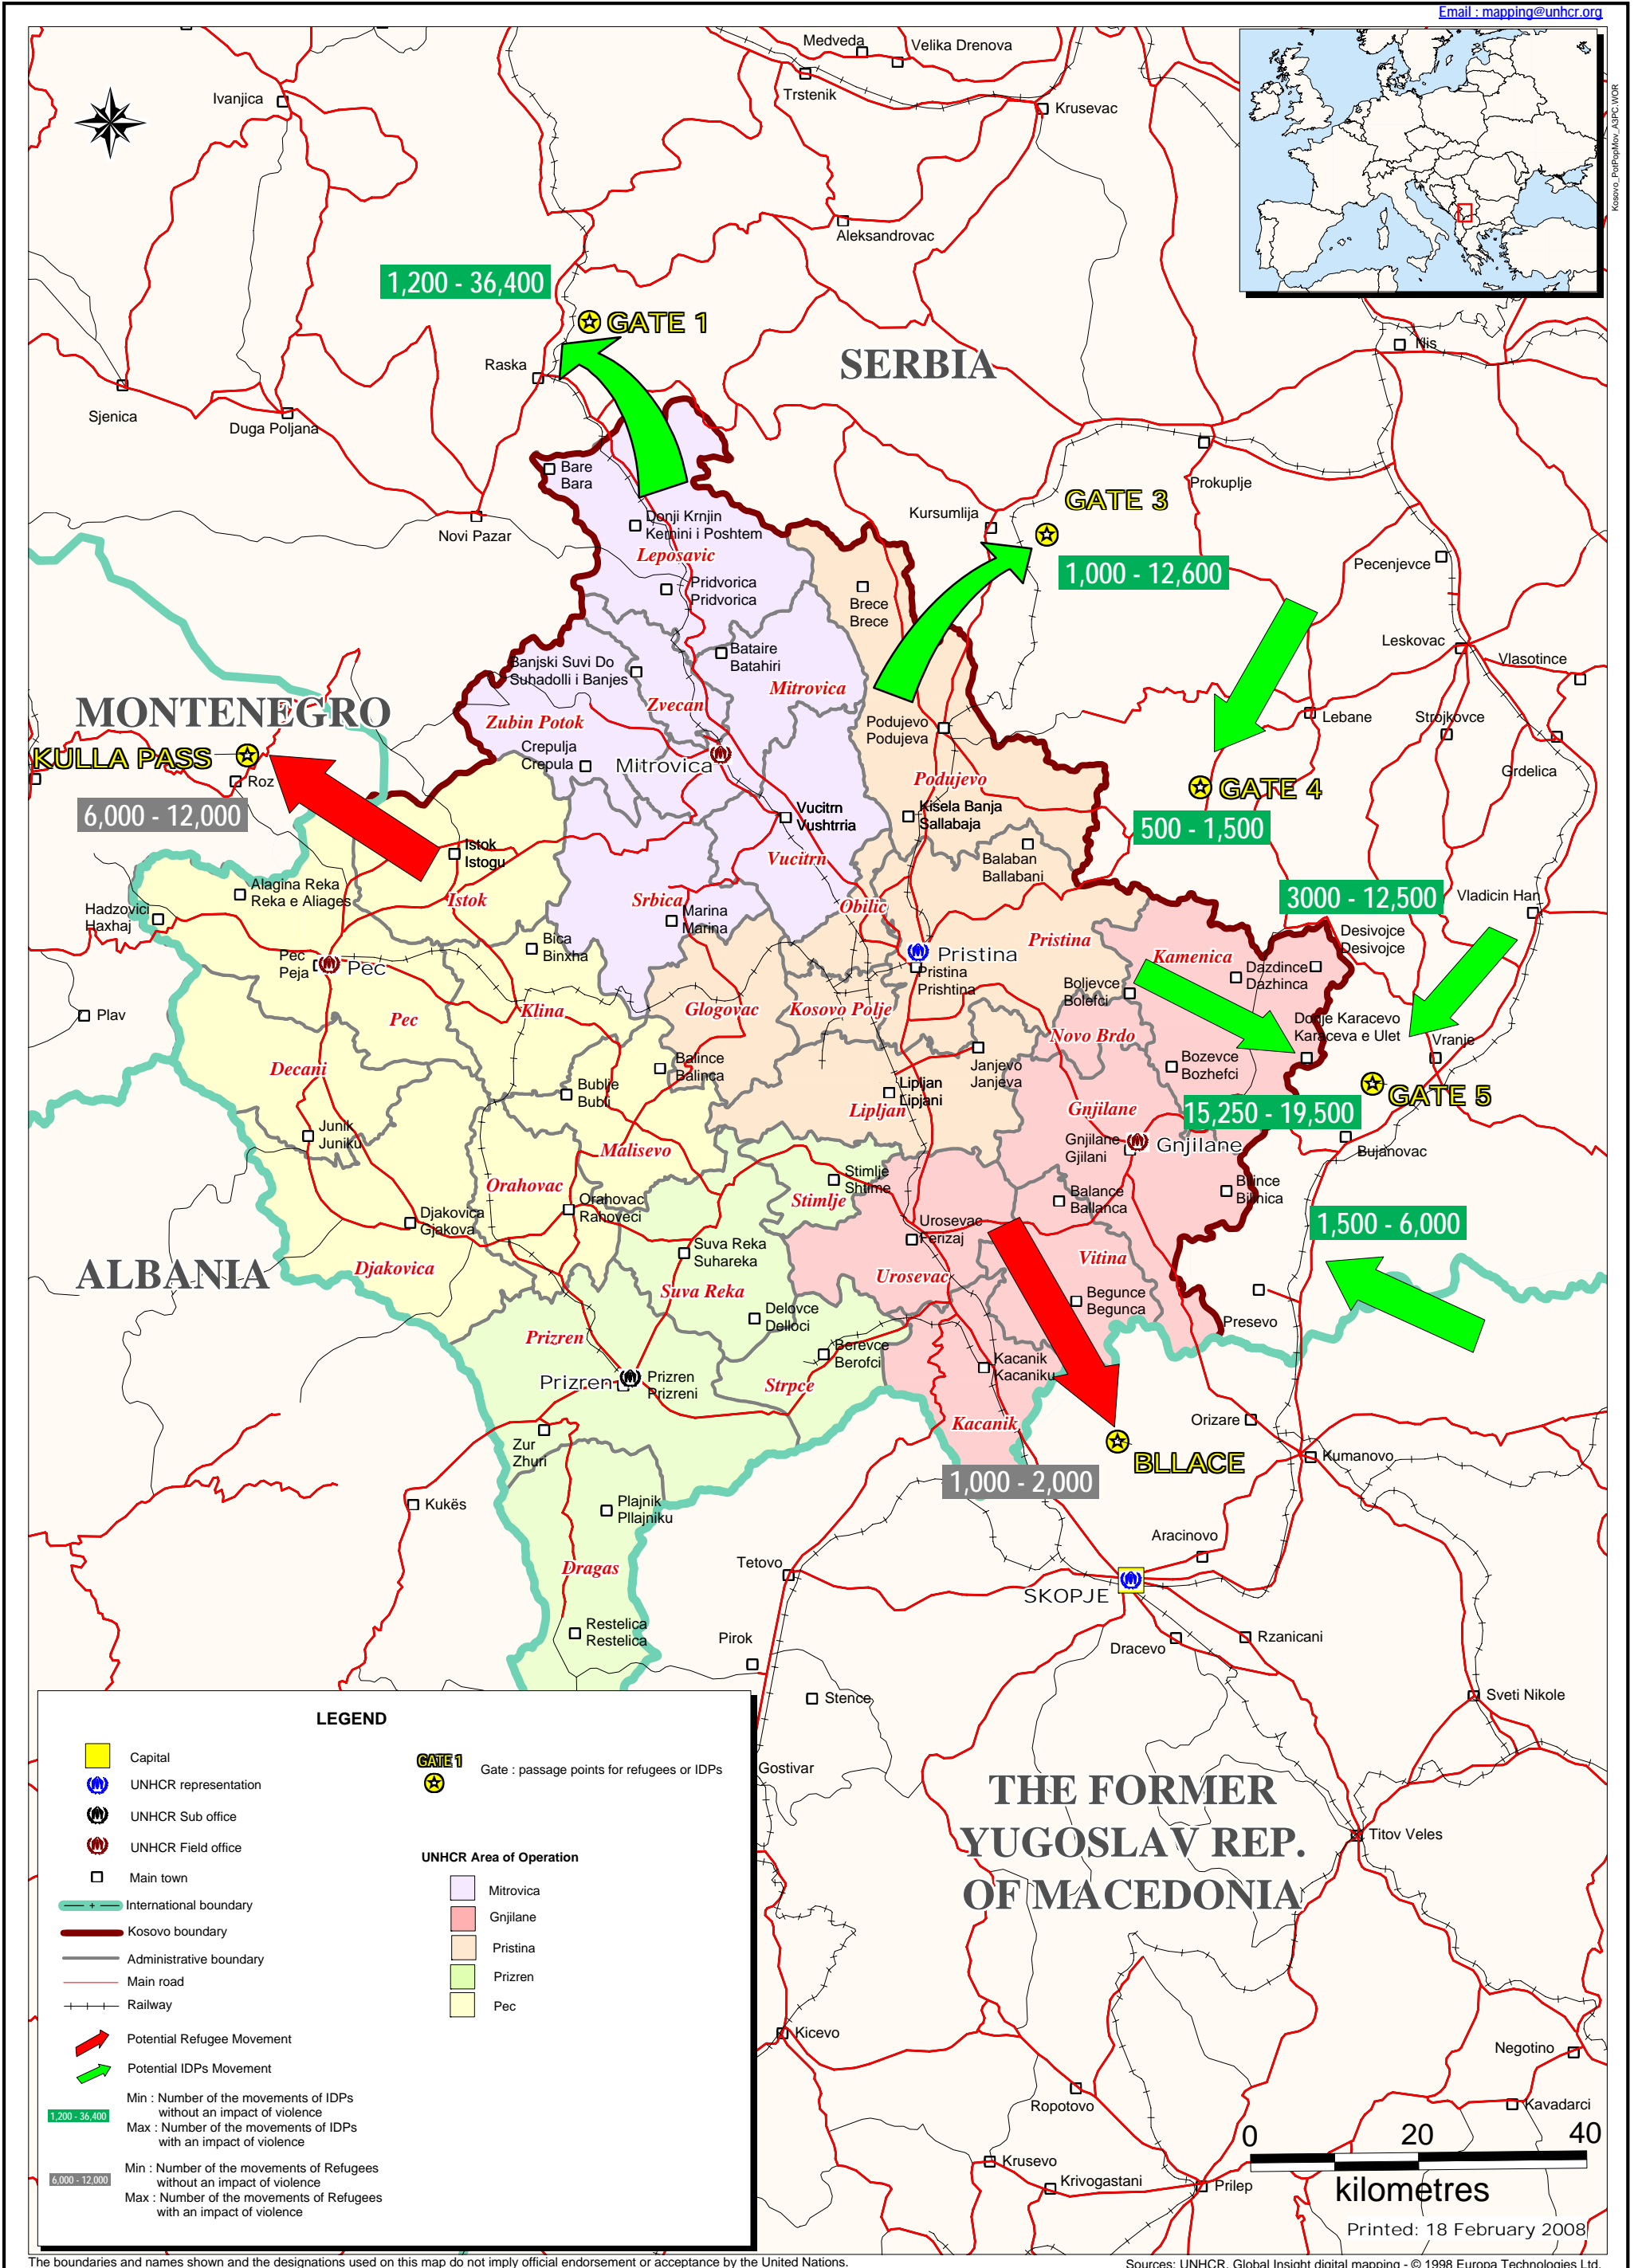 Email : mapping@unhcr.org
Kosovo_PotPopMov_A3PC.WOR
Medveda
Velika Drenova
Trstenik
Krusevac
Ivanjica
Aleksandrovac
1,200 - 36,400
GATE 1
SERBIA
Nis
Raska
Sjenica
Duga Poljana
Bare
Bara
Prokuplje
GATE 3
Kursumlija
Novi Pazar
Donji Krnjin
Kemini i Poshtem
Leposavic
1,000 - 12,600
Pecenjevce
Pridvorica
Pridvorica
Brece
Brece
Leskovac
Vlasotince
Bataire
Batahiri
Banjski Suvi Do
Suhadolli i Banjes
Mitrovica
Zvecan
MONTENEGRO
Zubin Potok
Podujevo
Podujeva
Lebane
Strojkovce
KULLA PASS
Crepulja
Crepula
Mitrovica
Grdelica
Roz
Podujevo
GATE 4
6,000 - 12,000
Vucitrn
Vushtrria
Kisela Banja
Sallabaja
500 - 1,500
Istok
Istogu
Vucitrn
Balaban
Ballabani
Alagina Reka
Reka e Aliages
Istok
Srbica
Obilic
3000 - 12,500
Vladicin Han
Hadzovici
Haxhaj
Marina
Marina
Desivojce
Desivojce
Bica
Binxha
Pristina
Kamenica
Pec
Peja
Pec
Pristina
Pristina
Prishtina
Dazdince
Dazhinca
Boljevce
Bolefci
Plav
Pec
Klina
Glogovac
Kosovo Polje
Donje Karacevo
Karaceva e Ulet
Novo Brdo
Vranje
Decani
Balince
Balinca
Janjevo
Janjeva
Bozevce
Bozhefci
Bublje
Bubli
Lipljan
Lipljani
GATE 5
Lipljan
Gnjilane
15,250 - 19,500
Junik
Juniku
Malisevo
Gnjilane
Gjilani
Gnjilane
Bujanovac
Orahovac
Stimlje
Shtime
Stimlje
Bilince
Bilinica
Orahovac
Rahoveci
Balance
Ballanca
Djakovica
Gjakova
Urosevac
Ferizaj
1,500 - 6,000
Suva Reka
Suhareka
ALBANIA
Djakovica
Vitina
Urosevac
Suva Reka
Begunce
Begunca
Delovce
Delloci
Presevo
Prizren
Berevce
Berofci
Kacanik
Kacaniku
Prizren
Prizren
Prizreni
Strpce
Kacanik
Orizare
Zur
Zhuri
BLLACE
Kumanovo
1,000 - 2,000
Kukës
Plajnik
Pllajniku
Aracinovo
Tetovo
Dragas
SKOPJE
Restelica
Restelica
Pirok
Dracevo
Rzanicani
Stence
Sveti Nikole
LEGEND
Capital
UNHCR representation
UNHCR Sub office
UNHCR Field office
Main town
International boundary
Kosovo boundary
Administrative boundary
Main road
Railway
Potential Refugee Movement
Potential IDPs Movement
1,200 - 36,400
Min : Number of the movements of IDPs
without an impact of violence
Max : Number of the movements of IDPs
with an impact of violence
6,000 - 12,000
Min : Number of the movements of Refugees
without an impact of violence
Max : Number of the movements of Refugees
with an impact of violence
GATE 1
Gate : passage points for refugees or IDPs
UNHCR Area of Operation
Mitrovica
Gnjilane
Pristina
Prizren
Pec
Gostivar
THE FORMER
YUGOSLAV REP.
OF MACEDONIA
Titov Veles
Kicevo
Negotino
Ropotovo
Kavadarci
Krusevo
Krivogastani
Prilep
0 20 40
kilometres
Printed: 18 February 2008
The boundaries and names shown and the designations used on this map do not imply official endorsement or acceptance by the United Nations.
Sources: UNHCR, Global Insight digital mapping - © 1998 Europa Technologies Ltd.